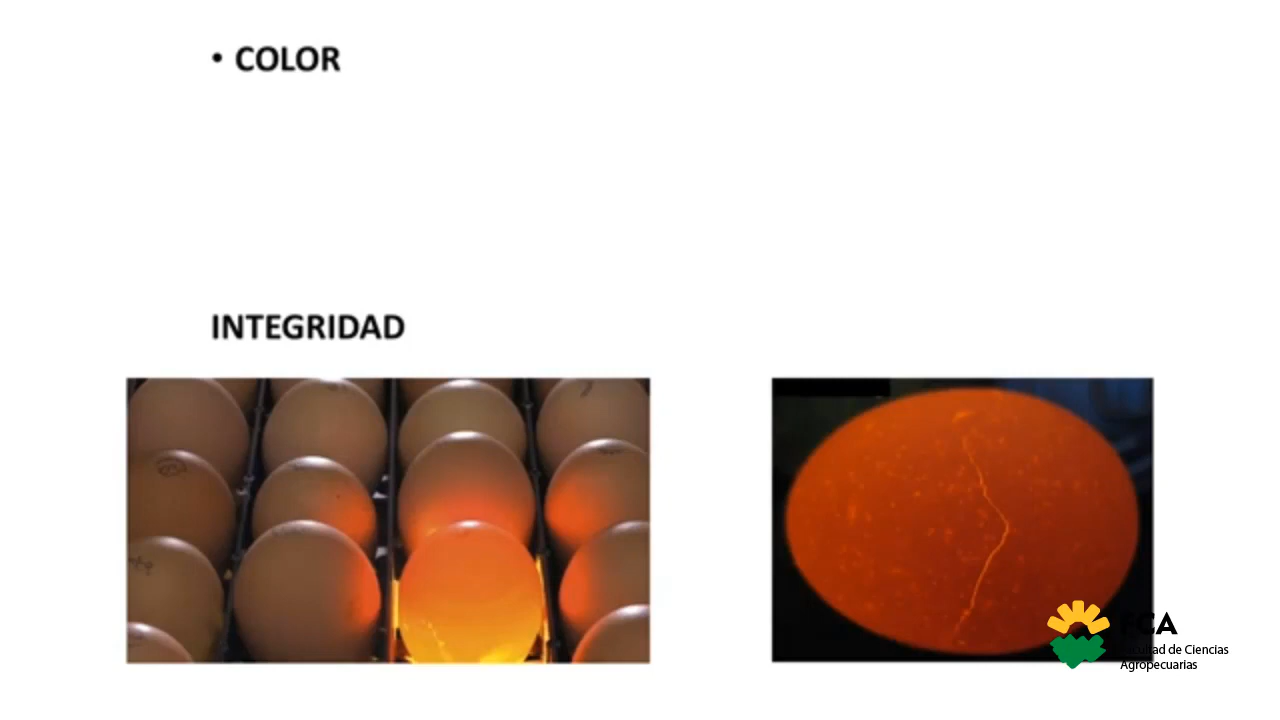 • COLOR
INTEGRIDAD
FCA
Facultad de Ciencias
Agropecuarias